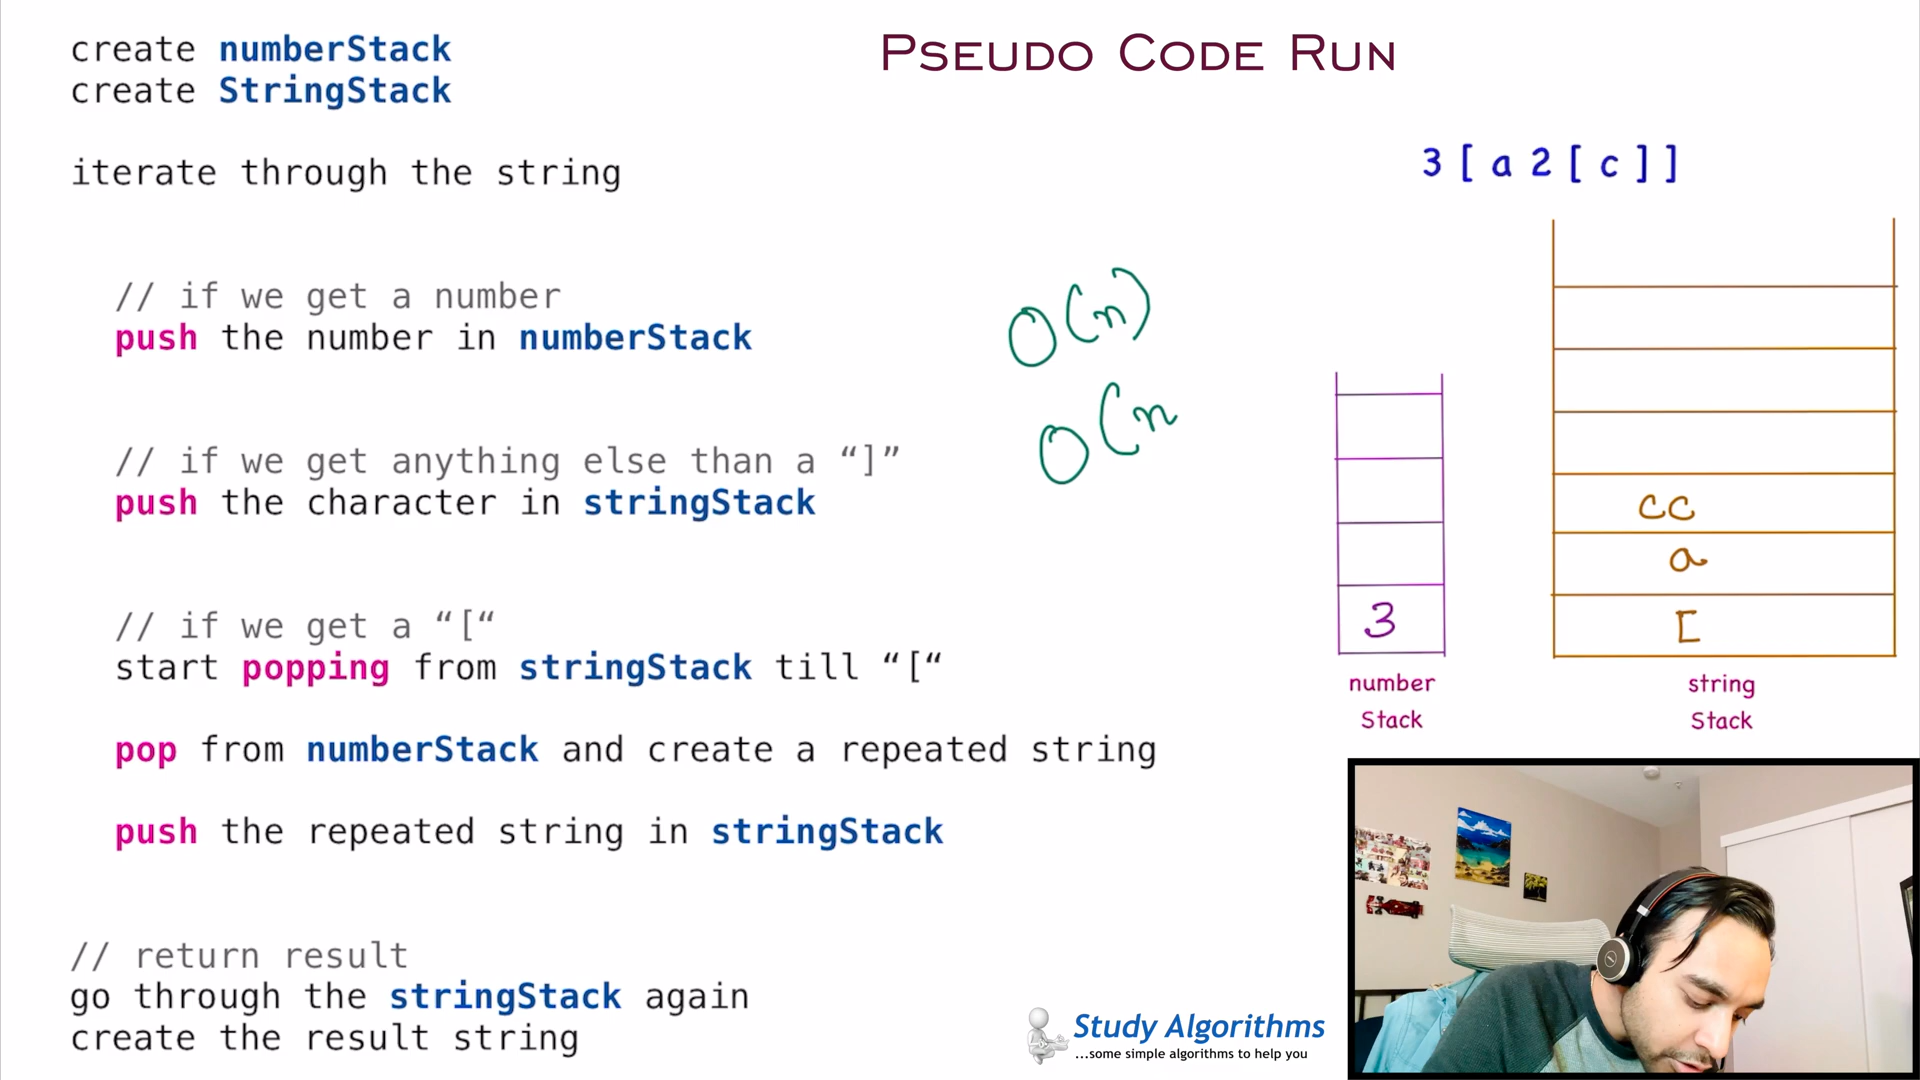 create numberStack
create StringStack
PSEUDO CODE RUN
iterate through the string
3 [ a 2 [ c ] ]
// if we get a number
push the number in numberStack
O(n)
O(n
// if we get anything else than a “]”
push the character in stringStack
cc
a
[
3
// if we get a “[“
start popping from stringStack till “[“
number
Stack
string
Stack
pop from numberStack and create a repeated string
push the repeated string in stringStack
// return result
go through the stringStack again
create the result string
Study Algorithms
...some simple algorithms to help you